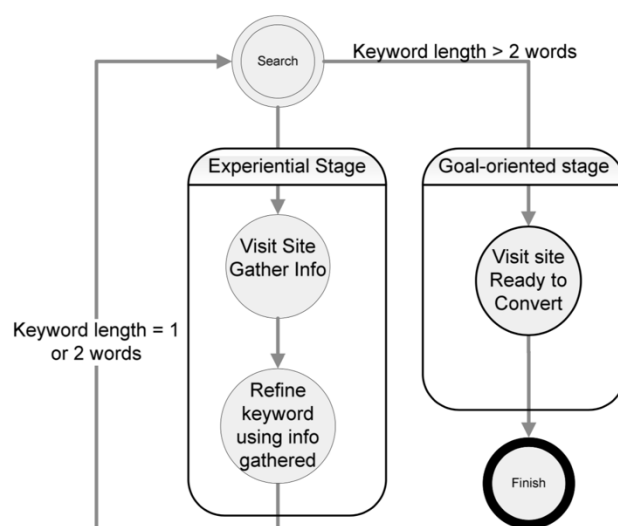 Search
Keyword length > 2 words
Experiential Stage
Goal-oriented stage
Visit Site
Gather Info
Visit site
Ready to
Convert
Keyword length = 1
or 2 words
Refine
keyword
using info
gathered
Finish